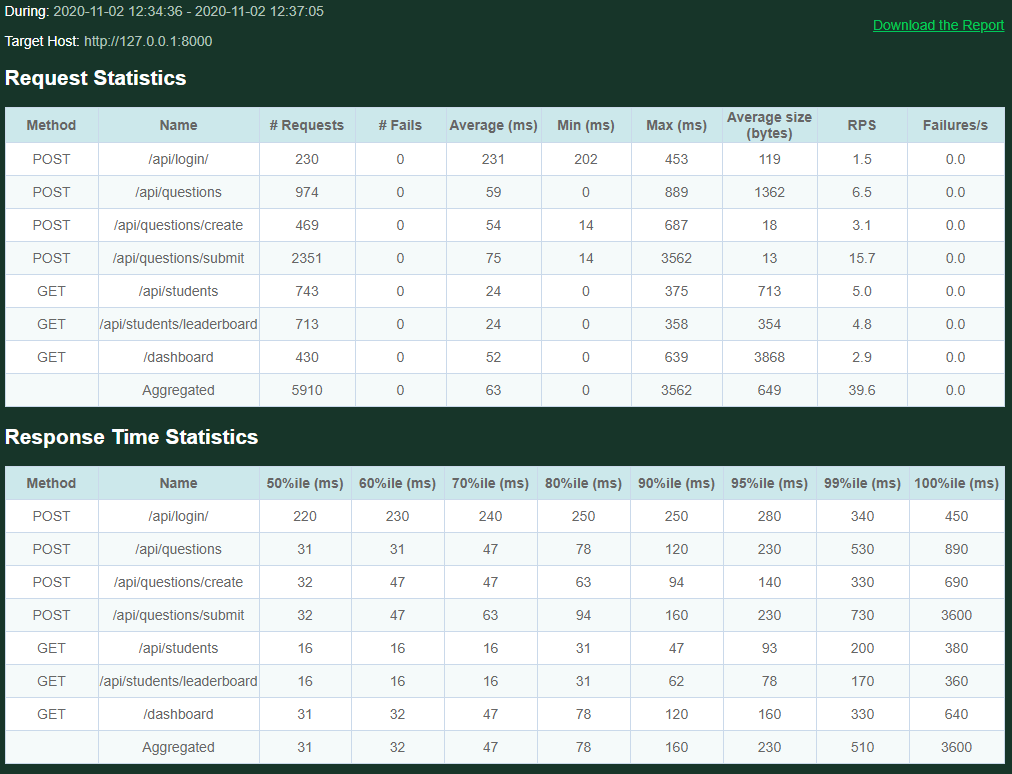 During: 2020-11-02 12:34:36 - 2020-11-02 12:37:05
Download the Report
Target Host: http://127.0.0.1:8000
Request Statistics
Method Name # Requests # Fails Average (ms) Min (ms) Max (ms) Average size (bytes) RPS Failures/s
POST /api/login/ 230 0 231 202 453 119 1.5 0.0
POST /api/questions 974 0 59 0 889 1362 6.5 0.0
POST /api/questions/create 469 0 54 14 687 18 3.1 0.0
POST /api/questions/submit 2351 0 75 14 3562 13 15.7 0.0
GET /api/students 743 0 24 0 375 713 5.0 0.0
GET /api/students/leaderboard 713 0 24 0 358 354 4.8 0.0
GET /dashboard 430 0 52 0 639 3868 2.9 0.0
Aggregated 5910 0 63 0 3562 649 39.6 0.0
Response Time Statistics
Method Name 50%ile (ms) 60%ile (ms) 70%ile (ms) 80%ile (ms) 90%ile (ms) 95%ile (ms) 99%ile (ms) 100%ile (ms)
POST /api/login/ 220 230 240 250 250 280 340 450
POST /api/questions 31 31 47 78 120 230 530 890
POST /api/questions/create 32 47 47 63 94 140 330 690
POST /api/questions/submit 32 47 63 94 160 230 730 3600
GET /api/students 16 16 16 31 47 93 200 380
GET /api/students/leaderboard 16 16 16 31 62 78 170 360
GET /dashboard 31 32 47 78 120 160 330 640
Aggregated 31 32 47 78 160 230 510 3600